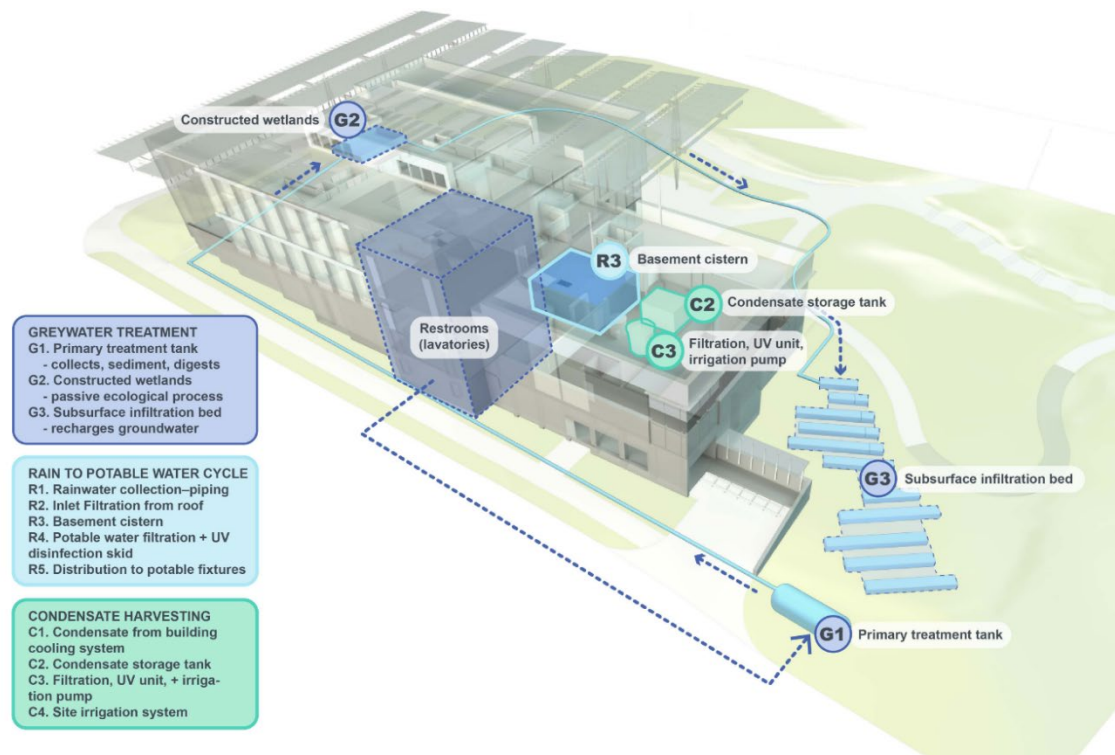 Constructed wetlands
G2
R3
Basement cistern
C2
Condensate storage tank
Restrooms
(lavatories)
C3
Filtration, UV unit,
irrigation pump
G3
Subsurface infiltration bed
G1
Primary treatment tank
GREYWATER TREATMENT
G1. Primary treatment tank
- collects, sediment, digests
G2. Constructed wetlands
- passive ecological process
G3. Subsurface infiltration bed
- recharges groundwater
RAIN TO POTABLE WATER CYCLE
R1. Rainwater collection–piping
R2. Inlet Filtration from roof
R3. Basement cistern
R4. Potable water filtration + UV
disinfection skid
R5. Distribution to potable fixtures
CONDENSATE HARVESTING
C1. Condensate from building
cooling system
C2. Condensate storage tank
C3. Filtration, UV unit, + irriga-
tion pump
C4. Site irrigation system